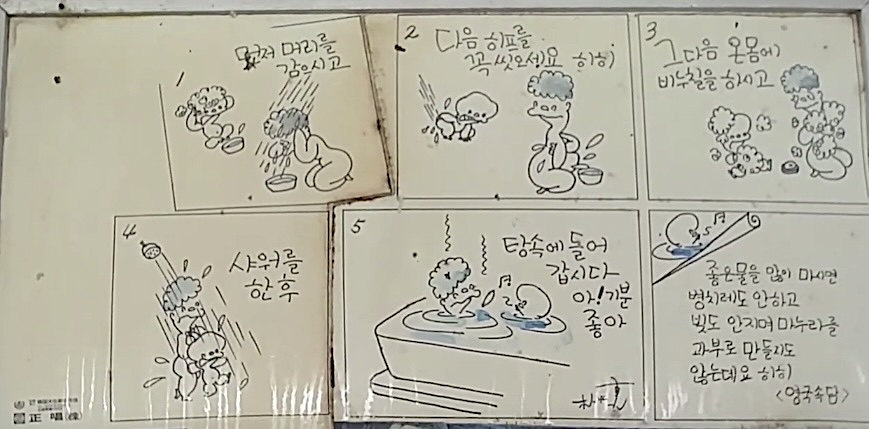 1
먼저 머리를
감으시고
2
다음 히프를
꼭 씻으세요 히히
3
그다음 온몸에
비누칠을 하시고
4
샤워를
한 후
5
탕속에 들어
갑시다
아! 기분
좋아
좋은물을 많이 마시면
병치레도 안하고
빚도 안지며 마누라를
과부로 만들지도
않는데요 히히
<영국속담>
正唱